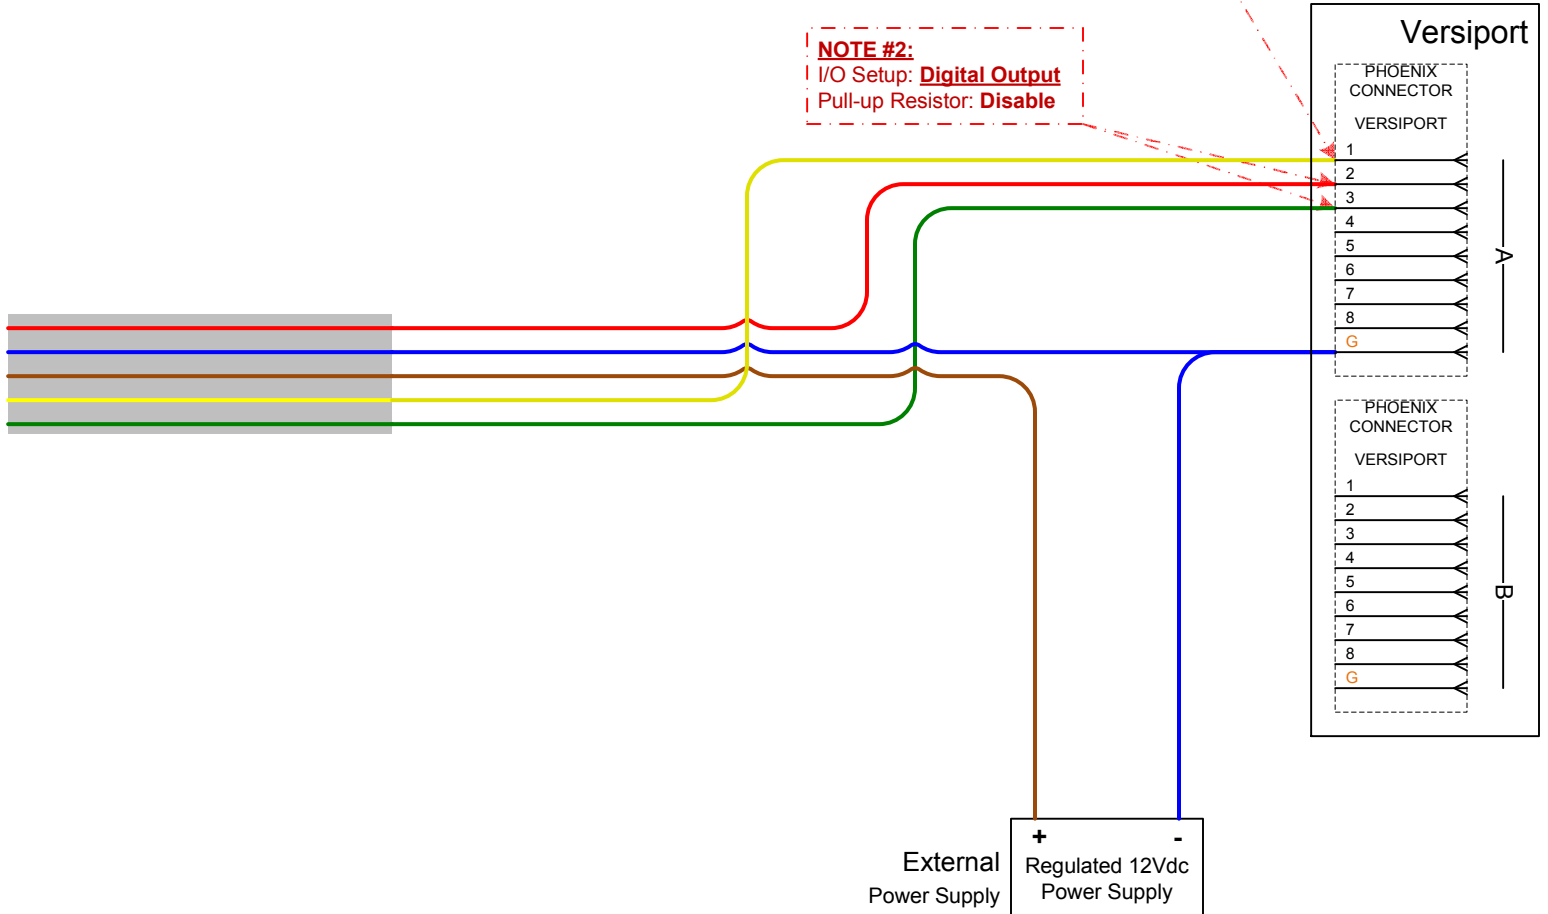 Versiport
NOTE #2:
I/O Setup: Digital Output
Pull-up Resistor: Disable
PHOENIX
CONNECTOR
VERSIPORT
1
2
3
4
5
6
7
8
G
A
PHOENIX
CONNECTOR
VERSIPORT
1
2
3
4
5
6
7
8
G
B
+ -
External
Power Supply
Regulated 12Vdc
Power Supply